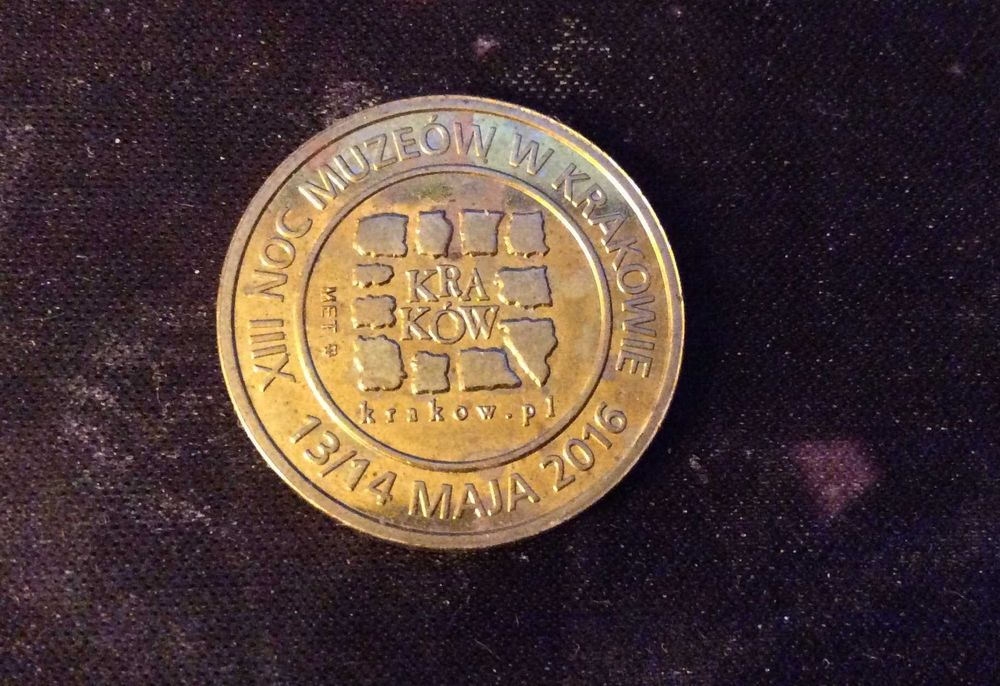 XIII NOC MUZEÓW W KRAKOWIE
KRA
KÓW
krakow.pl
MET
13/14 MAJA 2016